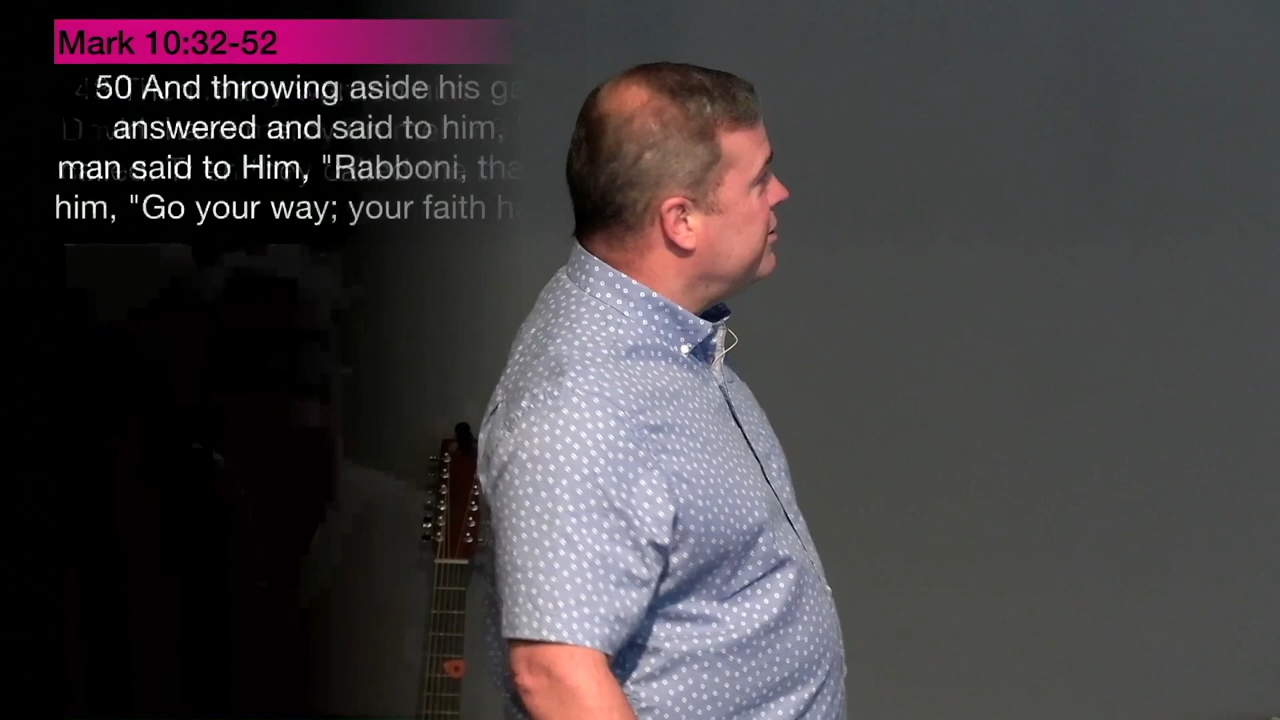 Mark 10:32-52
50 And throwing aside his
answered and said to him,
man said to Him, "Rabboni,
him, "Go your way; your faith